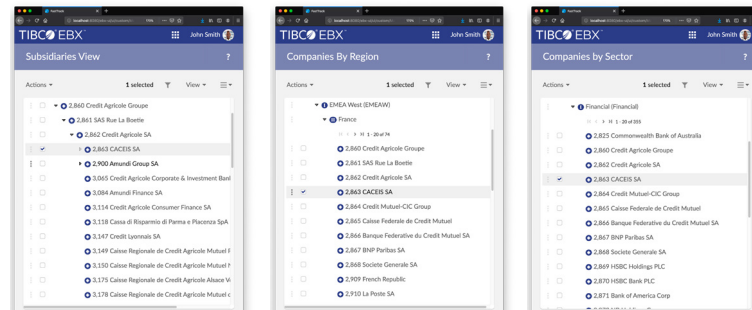 TIBCO EBX
John Smith
Subsidiaries View
?
Actions
1 selected
View
2,860 Credit Agricole Groupe
2,861 SAS Rue La Boetie
2,862 Credit Agricole SA
2,863 CACEIS SA
2,900 Amundi Group SA
3,065 Credit Agricole Corporate & Investment Banl
3,084 Amundi Finance SA
3,114 Credit Agricole Consumer Finance SA
3,118 Cassa di Risparmio di Parma e Piacenza SpA
3,147 Credit Lyonnais SA
3,149 Caisse Regionale de Credit Agricole Mutuel F
3,150 Caisse Regionale de Credit Agricole Mutuel
3,175 Caisse Regionale de Credit Agricole Alsace
3,178 Caisse Regionale de Credit Agricole Mutuel
TIBCO EBX
John Smith
Companies By Region
?
Actions
1 selected
View
EMEA West (EMEAW)
France
1 - 20 of 74
2,860 Credit Agricole Groupe
2,861 SAS Rue La Boetie
2,862 Credit Agricole SA
2,863 CACEIS SA
2,864 Credit Mutuel-CIC Group
2,865 Caisse Federale de Credit Mutuel
2,866 Banque Federative du Credit Mutuel SA
2,867 BNP Paribas SA
2,868 Societe Generale SA
2,909 French Republic
2,910 La Poste SA
TIBCO EBX
John Smith
Companies by Sector
?
Actions
1 selected
View
Financial (Financial)
1 - 20 of 355
2,825 Commonwealth Bank of Australia
2,860 Credit Agricole Groupe
2,862 Credit Agricole SA
2,863 CACEIS SA
2,864 Credit Mutuel-CIC Group
2,865 Caisse Federale de Credit Mutuel
2,866 Banque Federative du Credit Mutuel SA
2,867 BNP Paribas SA
2,868 Societe Generale SA
2,869 HSBC Holdings PLC
2,870 HSBC Bank PLC
2,871 Bank of America Corp